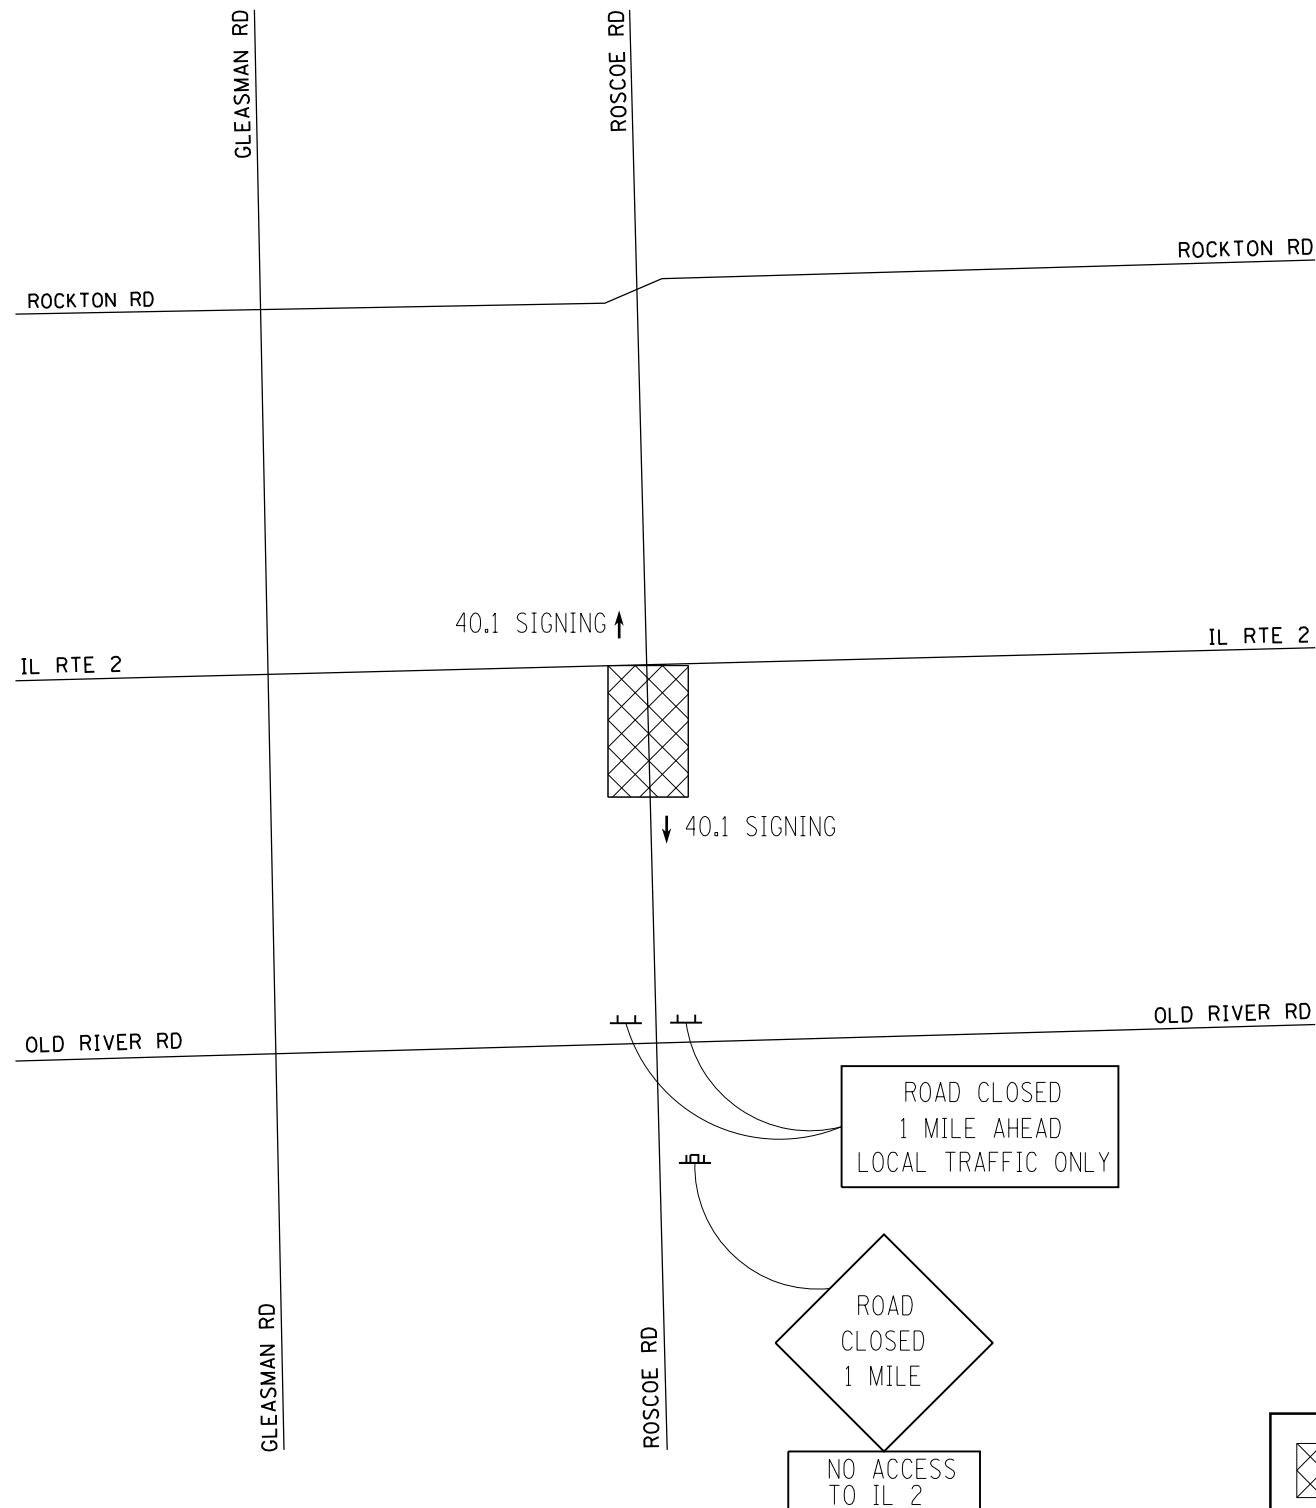 GLEASMAN RD
ROSCOE RD
ROCKTON RD
ROCKTON RD
40.1 SIGNING
IL RTE 2
IL RTE 2
40.1 SIGNING
OLD RIVER RD
OLD RIVER RD
ROAD CLOSED
1 MILE AHEAD
LOCAL TRAFFIC ONLY
ROAD
CLOSED
1 MILE
GLEASMAN RD
ROSCOE RD
NO ACCESS
TO IL 2